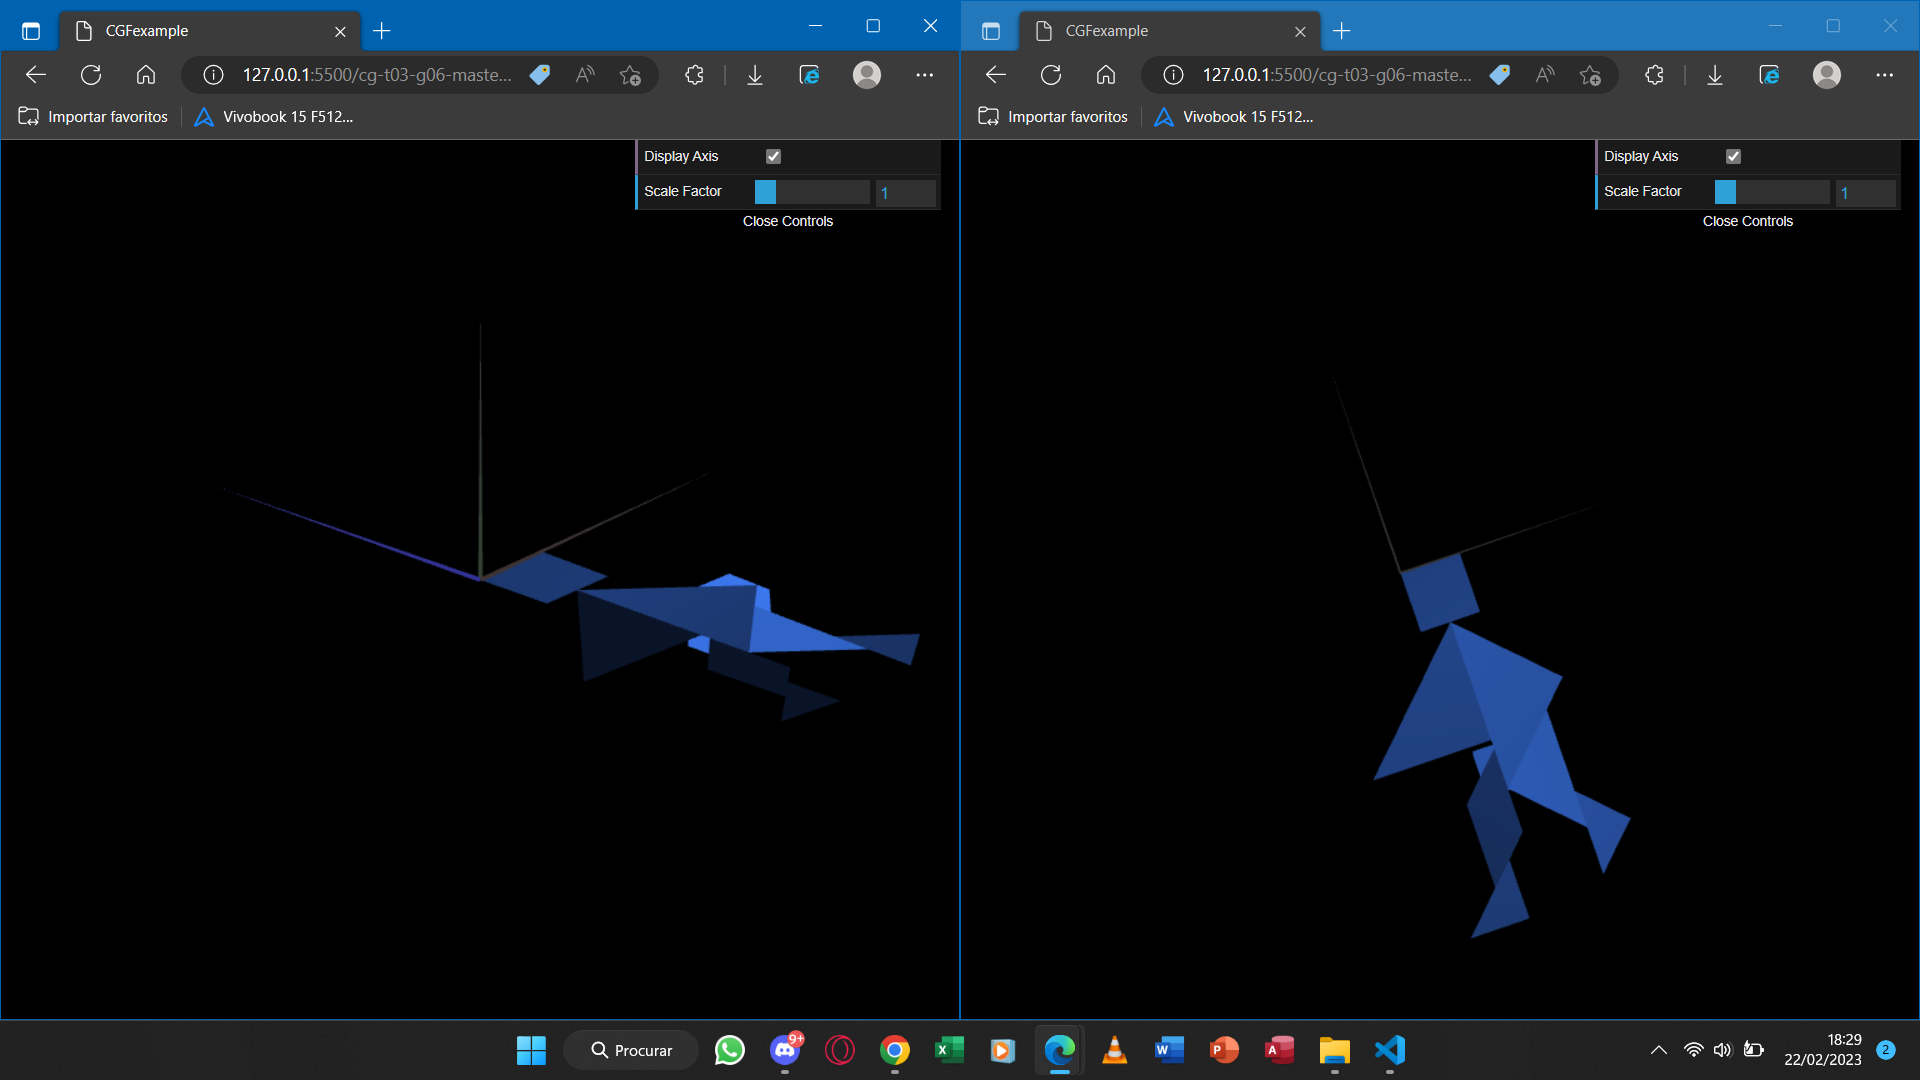 CGFexample
127.0.0.1:5500/cg-t03-g06-maste...
Importar favoritos
Vivobook 15 F512...
Display Axis
Scale Factor 1
Close Controls
CGFexample
127.0.0.1:5500/cg-t03-g06-maste...
Importar favoritos
Vivobook 15 F512...
Display Axis
Scale Factor 1
Close Controls
Procurar
9+
18:29
22/02/2023
2